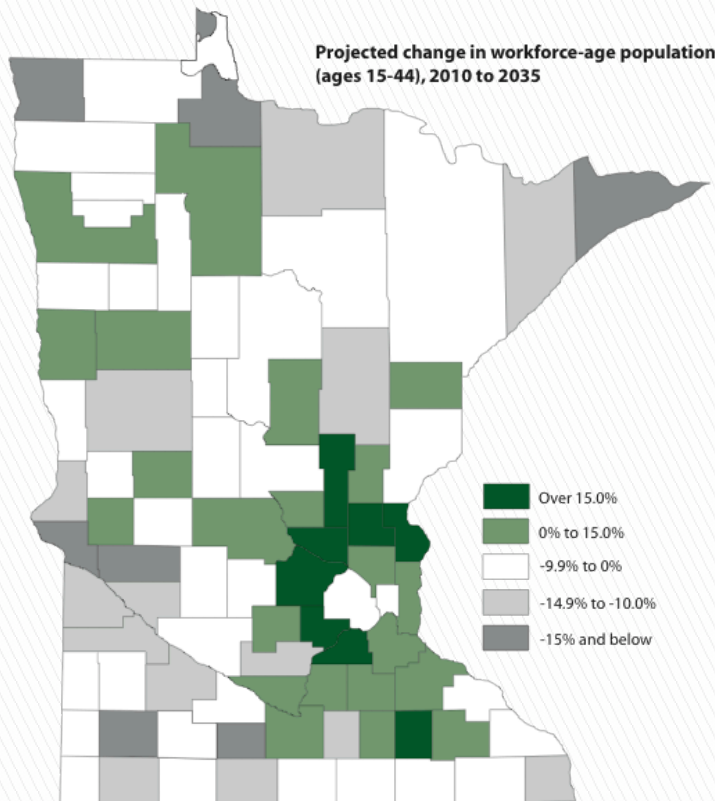 Projected change in workforce-age population
(ages 15-44), 2010 to 2035
Over 15.0%
0% to 15.0%
-9.9% to 0%
-14.9% to -10.0%
-15% and below